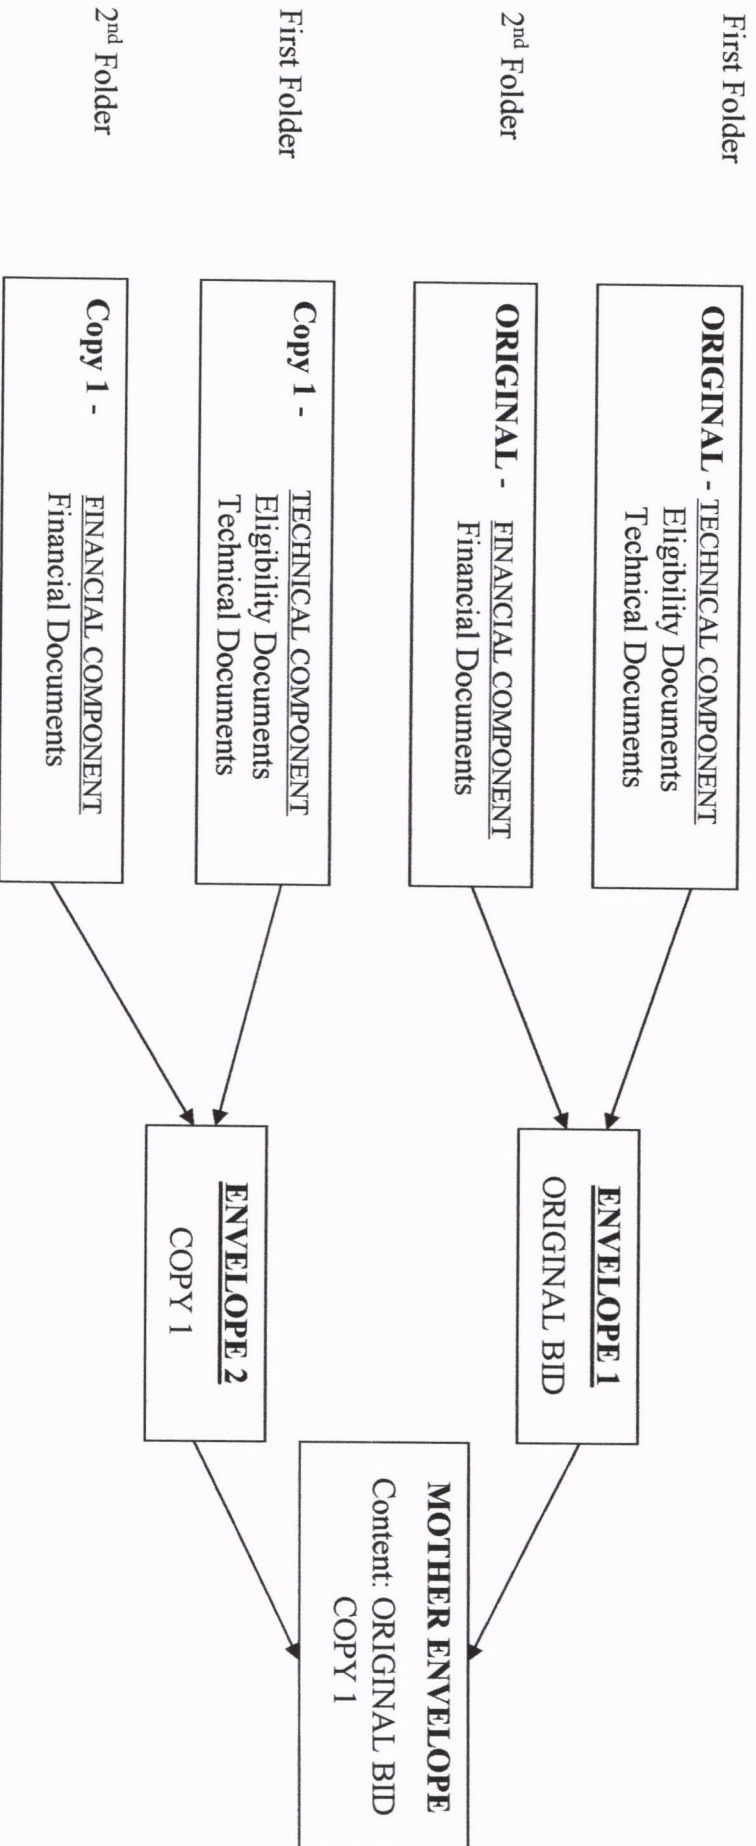 First Folder
ORIGINAL - TECHNICAL COMPONENT
Eligibility Documents
Technical Documents
2nd Folder
ORIGINAL - FINANCIAL COMPONENT
Financial Documents
ENVELOPE 1
ORIGINAL BID
First Folder
Copy 1 - TECHNICAL COMPONENT
Eligibility Documents
Technical Documents
2nd Folder
Copy 1 - FINANCIAL COMPONENT
Financial Documents
ENVELOPE 2
COPY 1
MOTHER ENVELOPE
Content: ORIGINAL BID
COPY 1